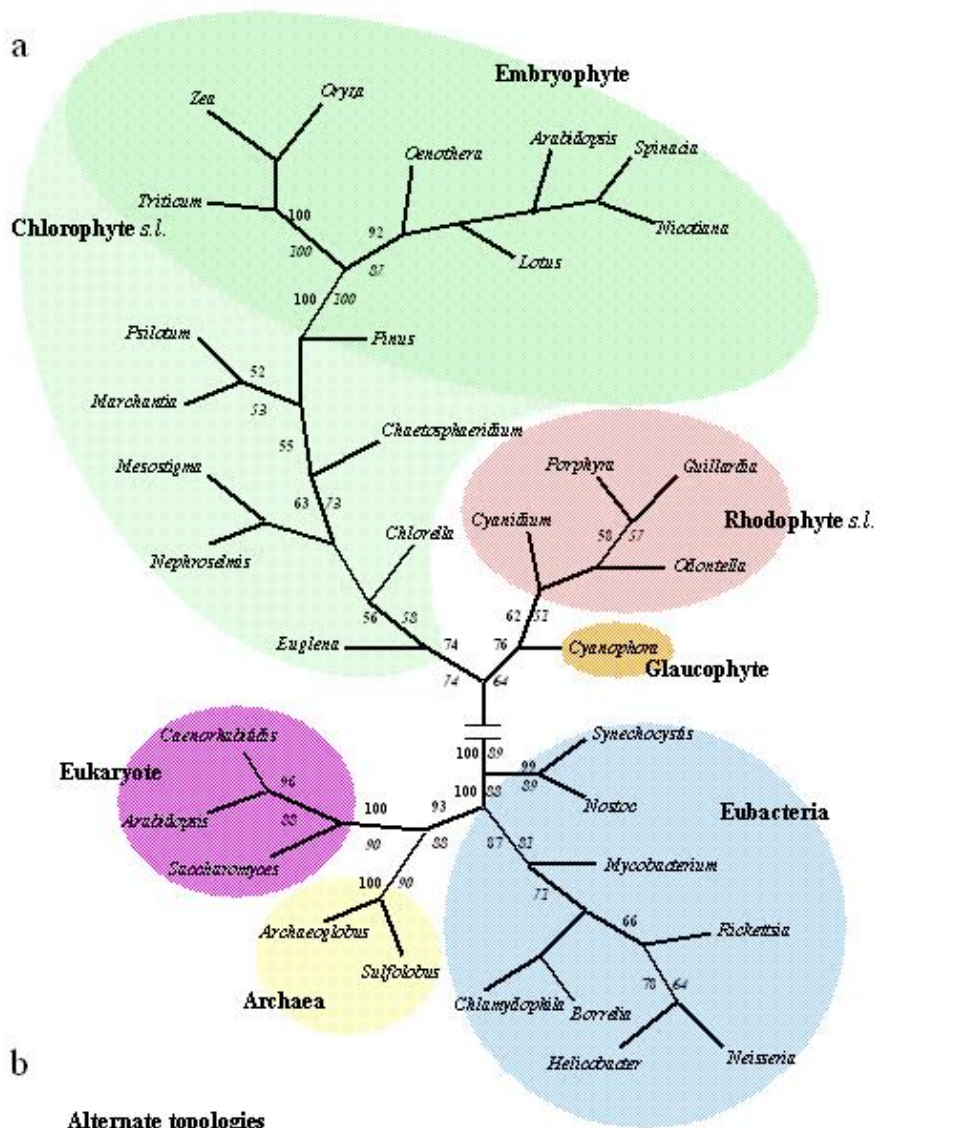 a
Embryophyte
Zea
Oryza
Arabidopsis
Oenothera
Spinacia
Triticum
100
Chlorophyte s.l.
92
Nicotiana
100
Lotus
87
100 100
Psilotum
Pinus
52
Marchantia
53
Chaetosphaeridium
55
Mesostigma
Porphyra
Guillardia
63 73
Cyanidium
Rhodophyte s.l.
Chlorella
58 57
Nephroselmis
Odontella
56 58
62 52
Euglena
74
76
Cyanophora
Glaucophyte
74
64
Caenorhabditis
Synechocystis
100 89
Eukaryote
99
96
89
100 88
Nostoc
100
93
Arabidopsis
88
Eubacteria
90
88
87 82
Saccharomyces
Mycobacterium
100 90
72
66
Archaeoglobus
Rickettsia
Sulfolobus
78 64
Archaea
Chlamydophila
Borrelia
Helicobacter
Neisseria
b
Alternate topologies